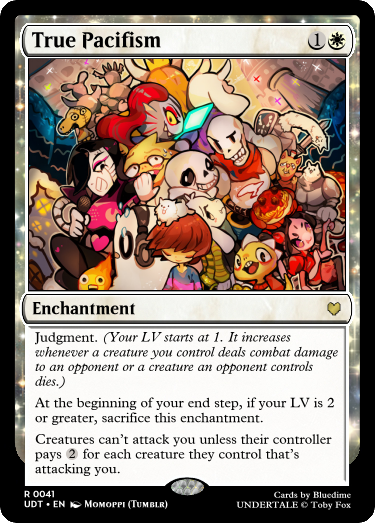 True Pacifism 1
Enchantment
Judgment. (Your LV starts at 1. It increases
whenever a creature you control deals combat damage
to an opponent or a creature an opponent controls
dies.)
At the beginning of your end step, if your LV is 2
or greater, sacrifice this enchantment.
Creatures can't attack you unless their controller
pays 2 for each creature they control that's
attacking you.
R 0041
UDT • EN Momoppi (Tumblr)
Cards by Bluedime
UNDERTALE © Toby Fox